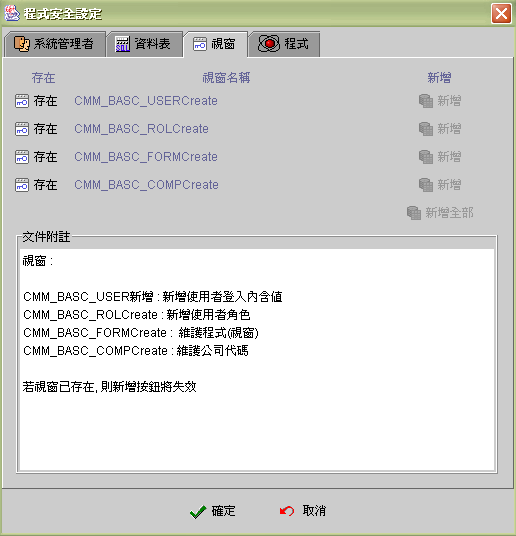 程式安全設定
系統管理者 資料表 視窗 程式
存在 視窗名稱 新增
存在 CMM_BASC_USERCreate 新增
存在 CMM_BASC_ROLCreate 新增
存在 CMM_BASC_FORMCreate 新增
存在 CMM_BASC_COMPCreate 新增
新增全部
文件附註
視窗 :
CMM_BASC_USER新增 : 新增使用者登入內含值
CMM_BASC_ROLCreate : 新增使用者角色
CMM_BASC_FORMCreate : 維護程式(視窗)
CMM_BASC_COMPCreate : 維護公司代碼
若視窗已存在, 則新增按鈕將失效
確定 取消